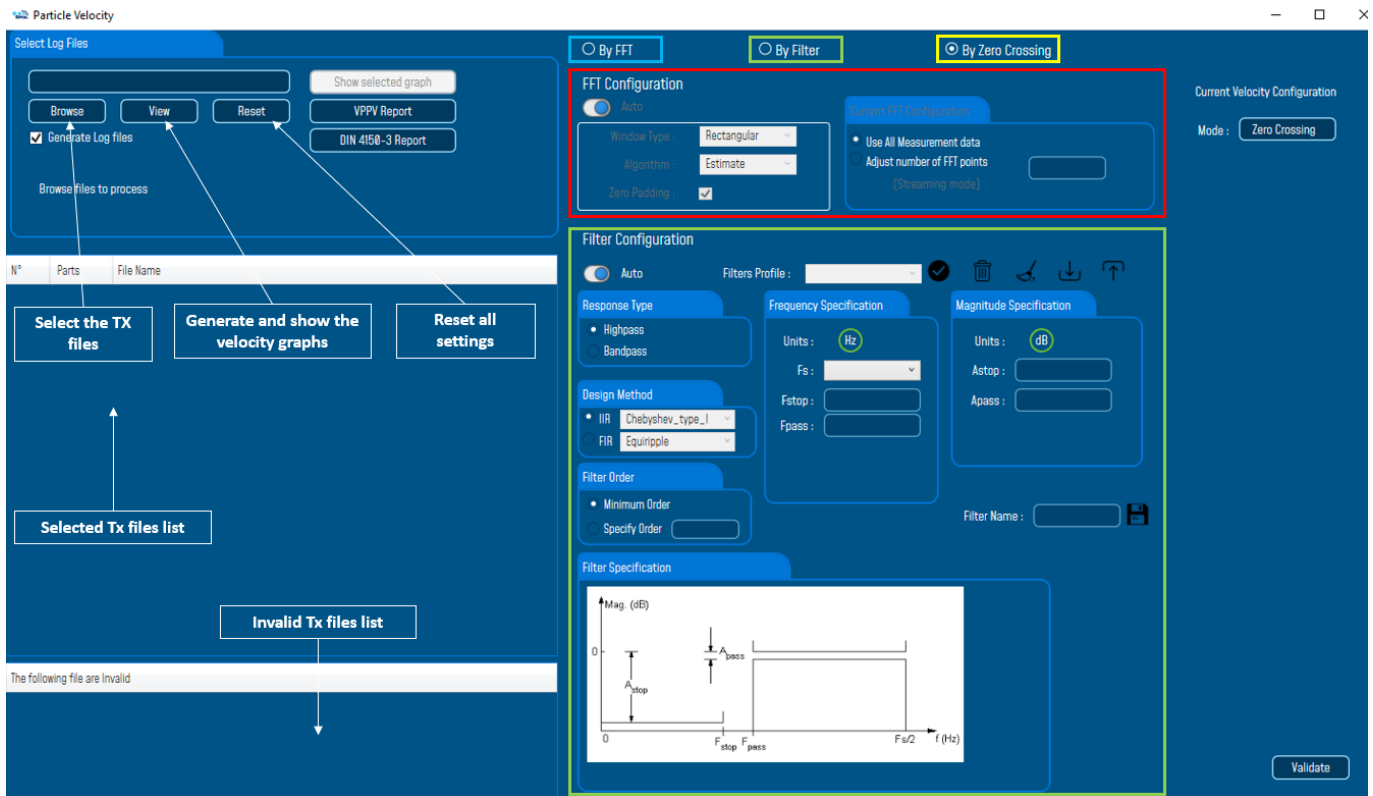 Particle Velocity
Select Log Files
Show selected graph
Browse
View
Reset
VPPV Report
Generate Log files
DIN 4150-3 Report
Browse files to process
N°
Parts
File Name
Select the TX
files
Generate and show the
velocity graphs
Reset all
settings
Selected Tx files list
Invalid Tx files list
The following file are Invalid
By FFT
By Filter
By Zero Crossing
FFT Configuration
Auto
Window Type :
Rectangular
Algorithm :
Estimate
Zero Padding :
Current FFT Configuration
Use All Measurement data
Adjust number of FFT points
(Streaming mode)
Filter Configuration
Auto
Filters Profile :
Response Type
Highpass
Bandpass
Design Method
IIR
Chebyshev_type_I
FIR
Equiripple
Filter Order
Minimum Order
Specify Order
Frequency Specification
Units :
Hz
Fs :
Fstop :
Fpass :
Magnitude Specification
Units :
dB
Astop :
Apass :
Filter Name :
Filter Specification
Mag. (dB)
0
Apass
Astop
0
Fstop
Fpass
Fs/2
f (Hz)
Current Velocity Configuration
Mode :
Zero Crossing
Validate